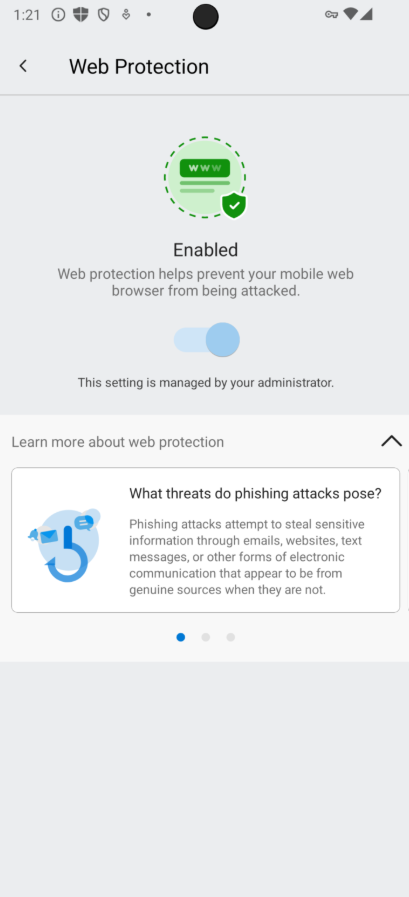 1:21
Web Protection
www
Enabled
Web protection helps prevent your mobile web
browser from being attacked.
This setting is managed by your administrator.
Learn more about web protection
What threats do phishing attacks pose?
Phishing attacks attempt to steal sensitive
information through emails, websites, text
messages, or other forms of electronic
communication that appear to be from
genuine sources when they are not.